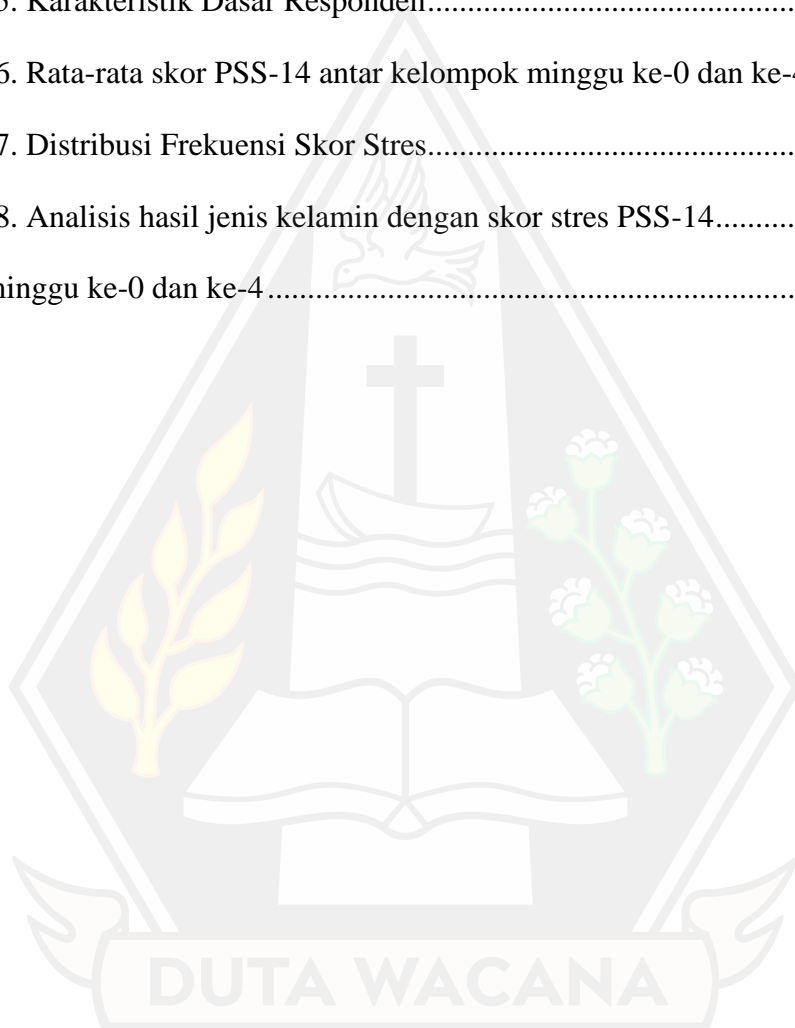 5. Karakteristik Dasar Responden..........................................
6. Rata-rata skor PSS-14 antar kelompok minggu ke-0 dan ke-4
7. Distribusi Frekuensi Skor Stres..........................................
8. Analisis hasil jenis kelamin dengan skor stres PSS-14..........
minggu ke-0 dan ke-4..............................................................
DUTA WACANA